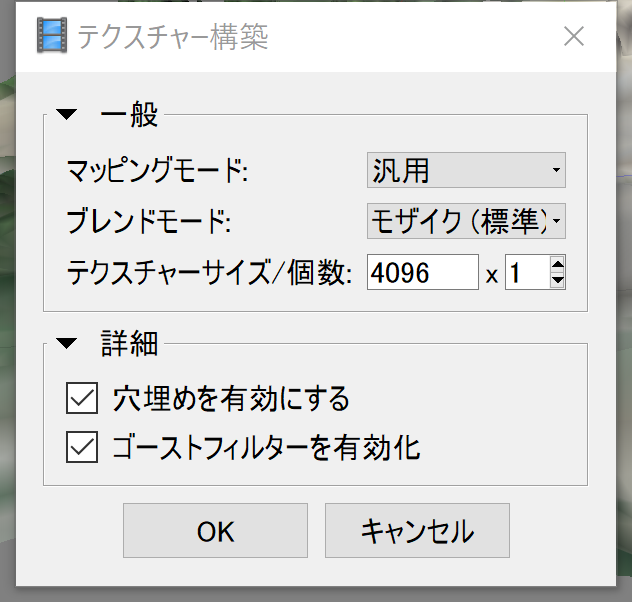 テクスチャー構築
一般
マッピングモード: 汎用
ブレンドモード: モザイク (標準)
テクスチャーサイズ/個数: 4096 x 1
詳細
穴埋めを有効にする
ゴーストフィルターを有効化
OK キャンセル